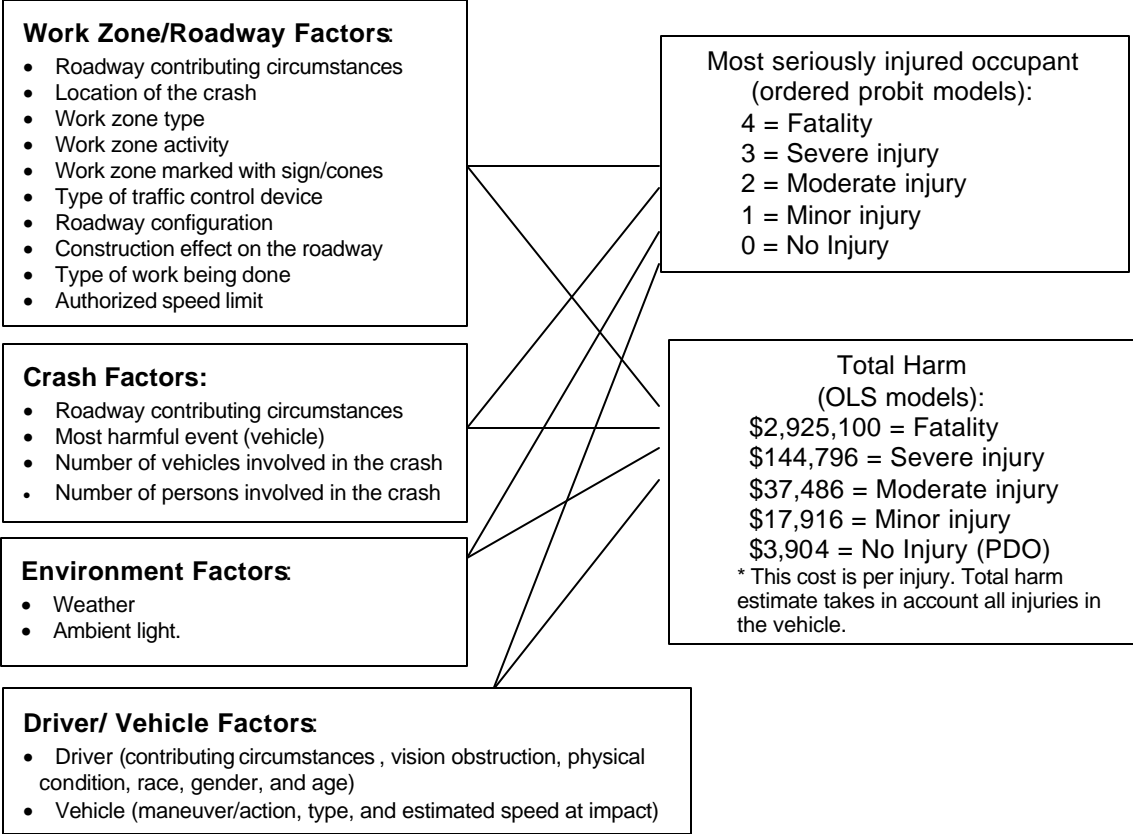 Work Zone/Roadway Factors:
• Roadway contributing circumstances
• Location of the crash
• Work zone type
• Work zone activity
• Work zone marked with sign/cones
• Type of traffic control device
• Roadway configuration
• Construction effect on the roadway
• Type of work being done
• Authorized speed limit
Crash Factors:
• Roadway contributing circumstances
• Most harmful event (vehicle)
• Number of vehicles involved in the crash
• Number of persons involved in the crash
Environment Factors:
• Weather
• Ambient light.
Driver/ Vehicle Factors:
• Driver (contributing circumstances , vision obstruction, physical
condition, race, gender, and age)
• Vehicle (maneuver/action, type, and estimated speed at impact)
Most seriously injured occupant
(ordered probit models):
4 = Fatality
3 = Severe injury
2 = Moderate injury
1 = Minor injury
0 = No Injury
Total Harm
(OLS models):
$2,925,100 = Fatality
$144,796 = Severe injury
$37,486 = Moderate injury
$17,916 = Minor injury
$3,904 = No Injury (PDO)
* This cost is per injury. Total harm
estimate takes in account all injuries in
the vehicle.